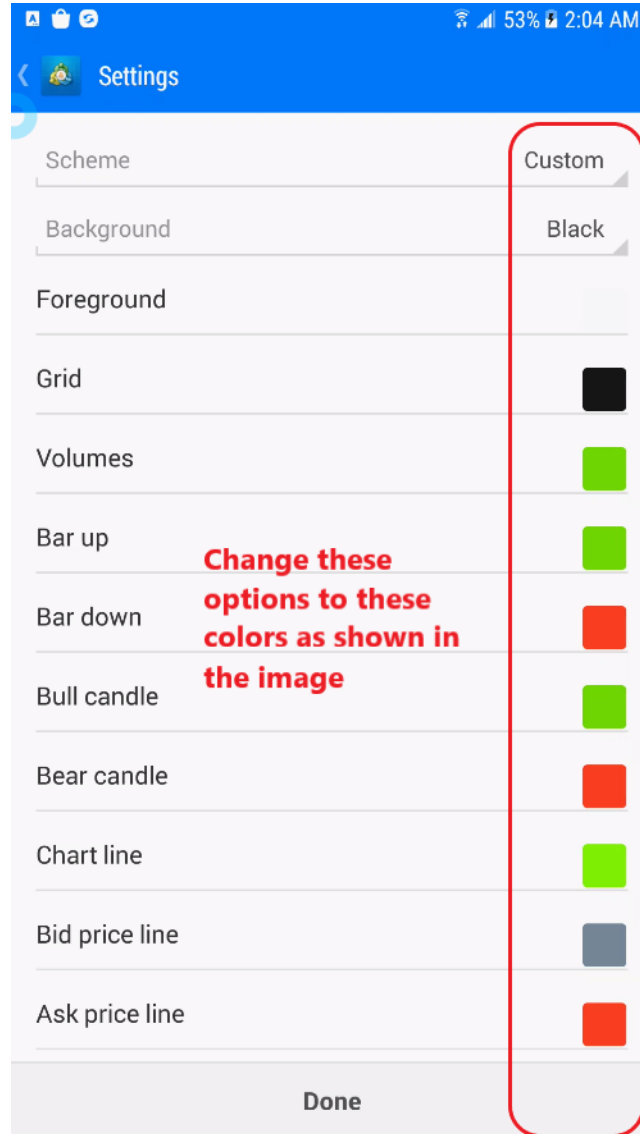 53% 2:04 AM
Settings
Scheme Custom
Background Black
Foreground
Grid
Volumes
Bar up
Bar down
Change these
options to these
colors as shown in
the image
Bull candle
Bear candle
Chart line
Bid price line
Ask price line
Done